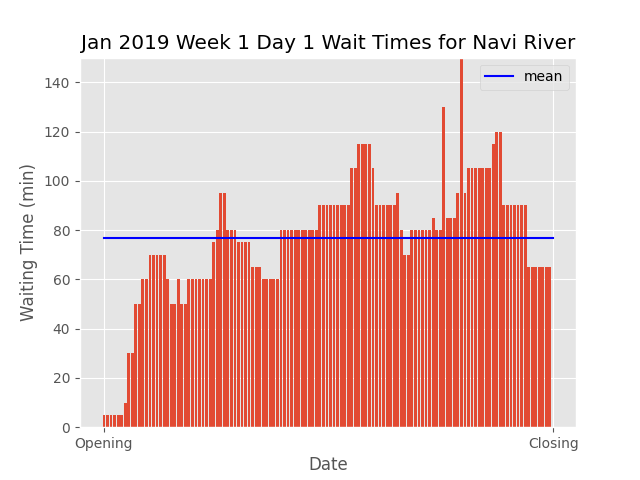 Jan 2019 Week 1 Day 1 Wait Times for Navi River
mean
140
120
100
80
60
40
20
0
Waiting Time (min)
Opening
Closing
Date